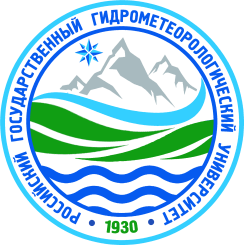 РОССИЙСКИЙ ГОСУДАРСТВЕННЫЙ ГИДРОМЕТЕОРОЛОГИЧЕСКИЙ УНИВЕРСИТЕТ
• 1930 •